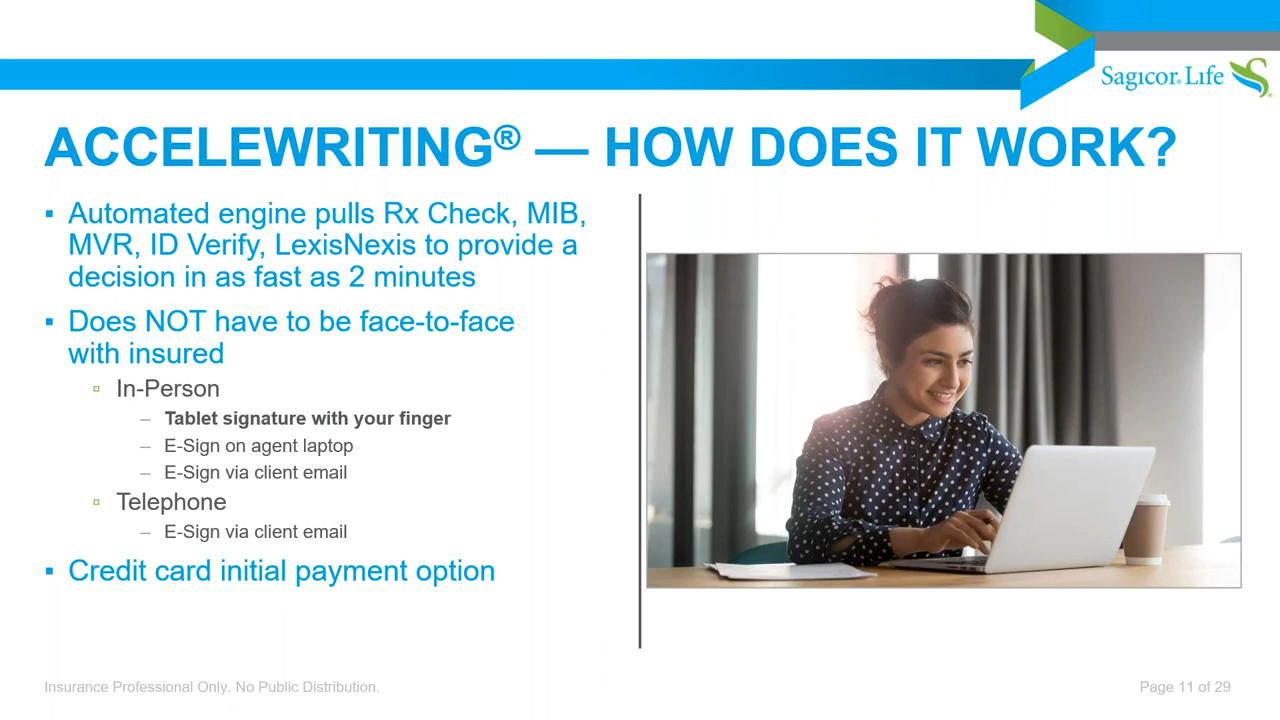 Sagicor® Life
ACCELEWRITING® — HOW DOES IT WORK?
▪ Automated engine pulls Rx Check, MIB,
MVR, ID Verify, LexisNexis to provide a
decision in as fast as 2 minutes
▪ Does NOT have to be face-to-face
with insured
▫ In-Person
– Tablet signature with your finger
– E-Sign on agent laptop
– E-Sign via client email
▫ Telephone
– E-Sign via client email
▪ Credit card initial payment option
Insurance Professional Only. No Public Distribution.
Page 11 of 29